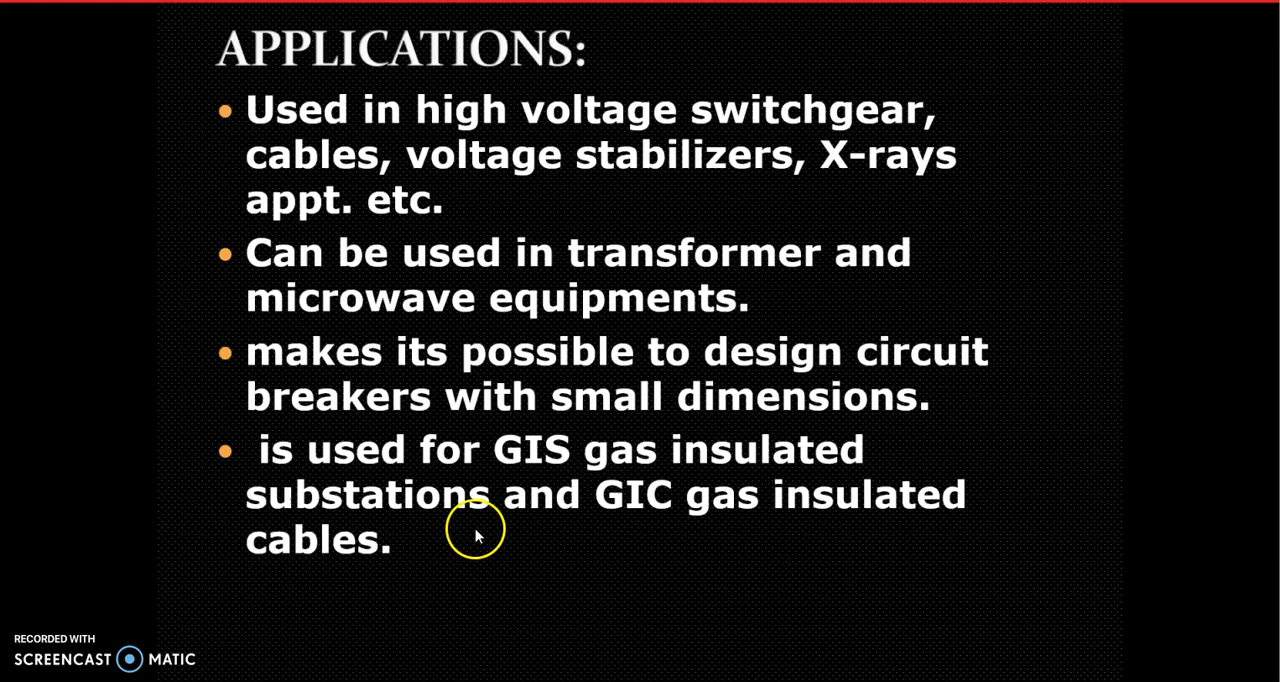 APPLICATIONS:
• Used in high voltage switchgear,
cables, voltage stabilizers, X-rays
appt. etc.
• Can be used in transformer and
microwave equipments.
• makes its possible to design circuit
breakers with small dimensions.
• is used for GIS gas insulated
substations and GIC gas insulated
cables.
RECORDED WITH
SCREENCAST MATIC